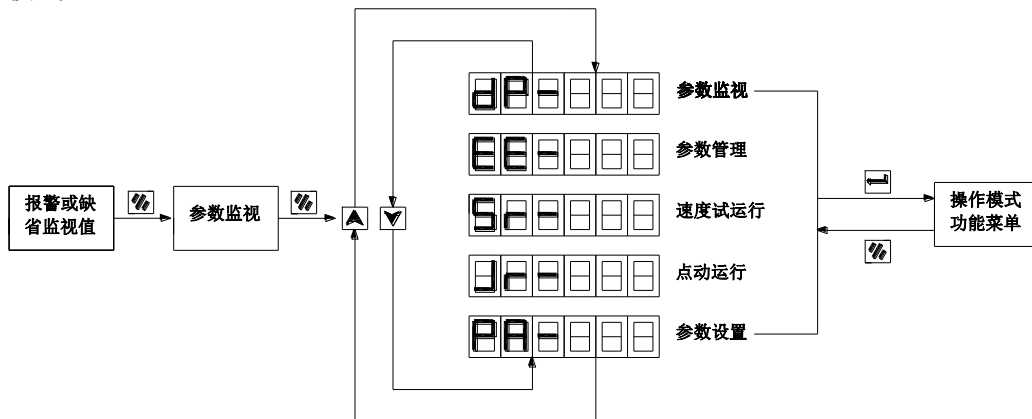 dP-
参数监视
EE-
参数管理
报警或缺
省监视值
参数监视
Sr-
速度试运行
操作模式
功能菜单
Jr-
点动运行
PA-
参数设置